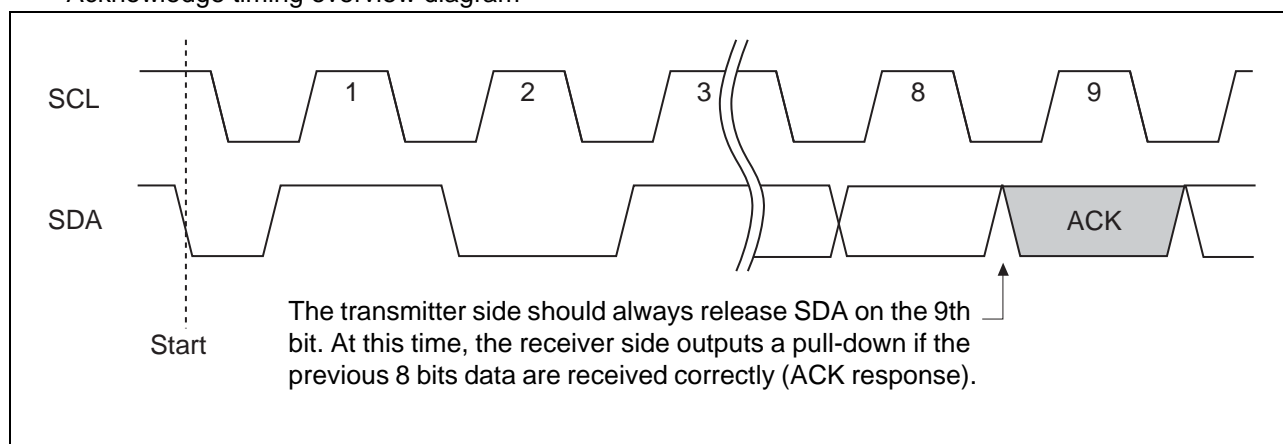 Acknowledge timing overview diagram
SCL
1
2
3
8
9
SDA
ACK
Start
The transmitter side should always release SDA on the 9th
bit. At this time, the receiver side outputs a pull-down if the
previous 8 bits data are received correctly (ACK response).